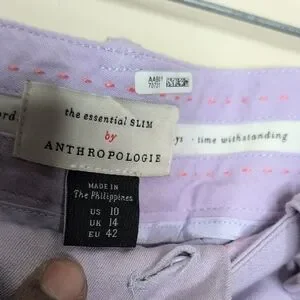 the essential SLIM
by
ANTHROPOLOGIE
time withstanding
MADE IN
The Philippines
US 10
UK 14
EU 42